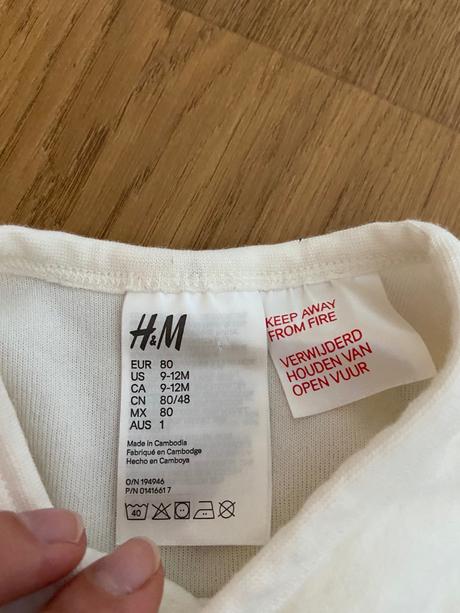 H&M
EUR 80
US 9-12M
CA 9-12M
CN 80/48
MX 80
AUS 1
Made in Cambodia
Fabriqué en Cambodge
Hecho en Camboya
O/N 194946
P/N 01416617
40
KEEP AWAY
FROM FIRE
VERWIJDERD
HOUDEN VAN
OPEN VUUR